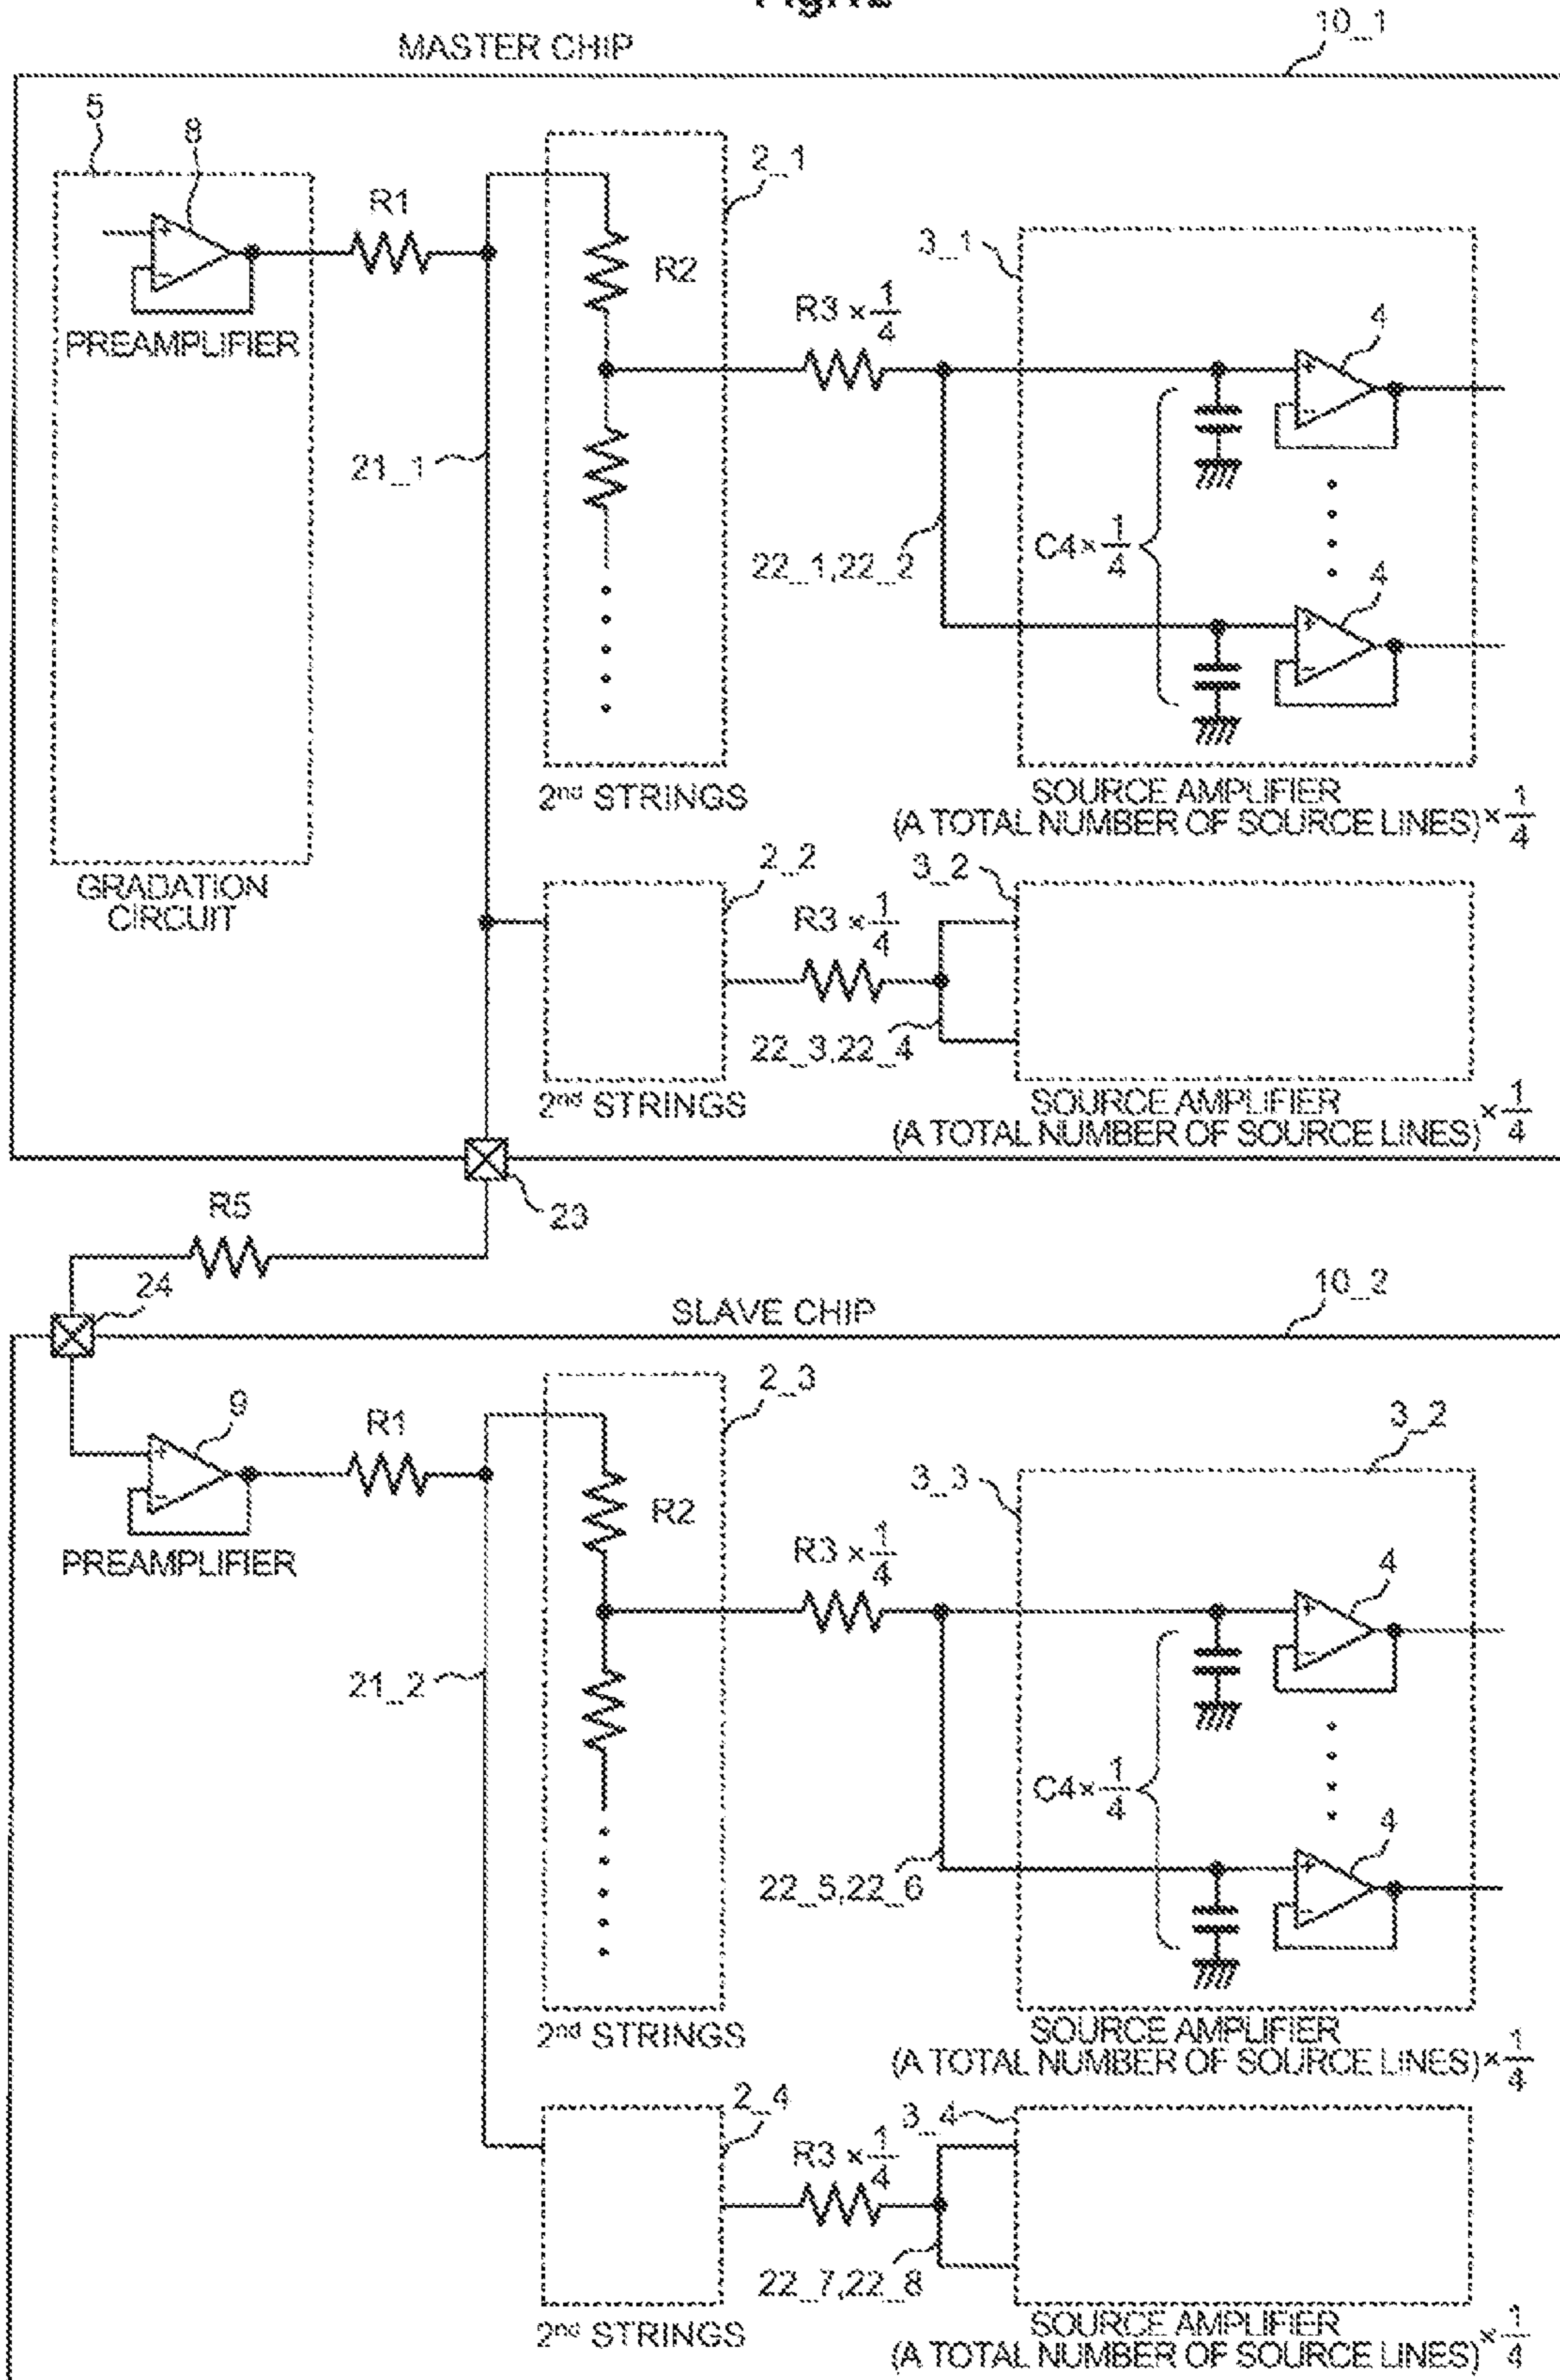 MASTER CHIP
10_1
5
8
R1
2_1
R2
3_1
PREAMPLIFIER
R3 × 1/4
4
21_1
22_1,22_2
C4× 1/4
4
2nd STRINGS
SOURCE AMPLIFIER
(A TOTAL NUMBER OF SOURCE LINES)× 1/4
GRADATION
CIRCUIT
2_2
3_2
R3 × 1/4
22_3,22_4
2nd STRINGS
SOURCE AMPLIFIER
(A TOTAL NUMBER OF SOURCE LINES)× 1/4
R5
23
24
SLAVE CHIP
10_2
9
R1
2_3
R2
3_2
3_3
PREAMPLIFIER
R3 × 1/4
4
21_2
22_5,22_6
C4× 1/4
4
2nd STRINGS
SOURCE AMPLIFIER
(A TOTAL NUMBER OF SOURCE LINES)× 1/4
2_4
3_4
R3 × 1/4
22_7,22_8
2nd STRINGS
SOURCE AMPLIFIER
(A TOTAL NUMBER OF SOURCE LINES)× 1/4